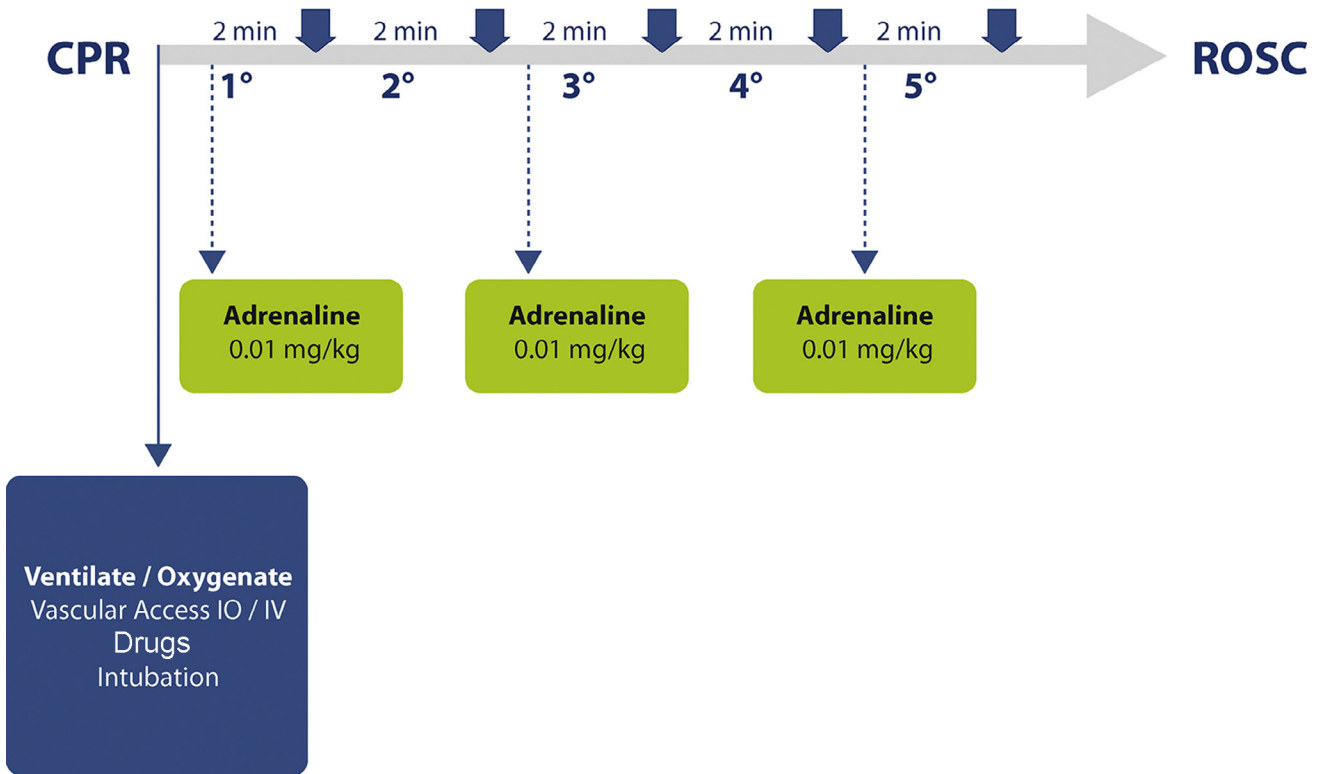 CPR
2 min
2 min
2 min
2 min
2 min
ROSC
1°
2°
3°
4°
5°
Adrenaline
0.01 mg/kg
Adrenaline
0.01 mg/kg
Adrenaline
0.01 mg/kg
Ventilate / Oxygenate
Vascular Access IO / IV
Drugs
Intubation